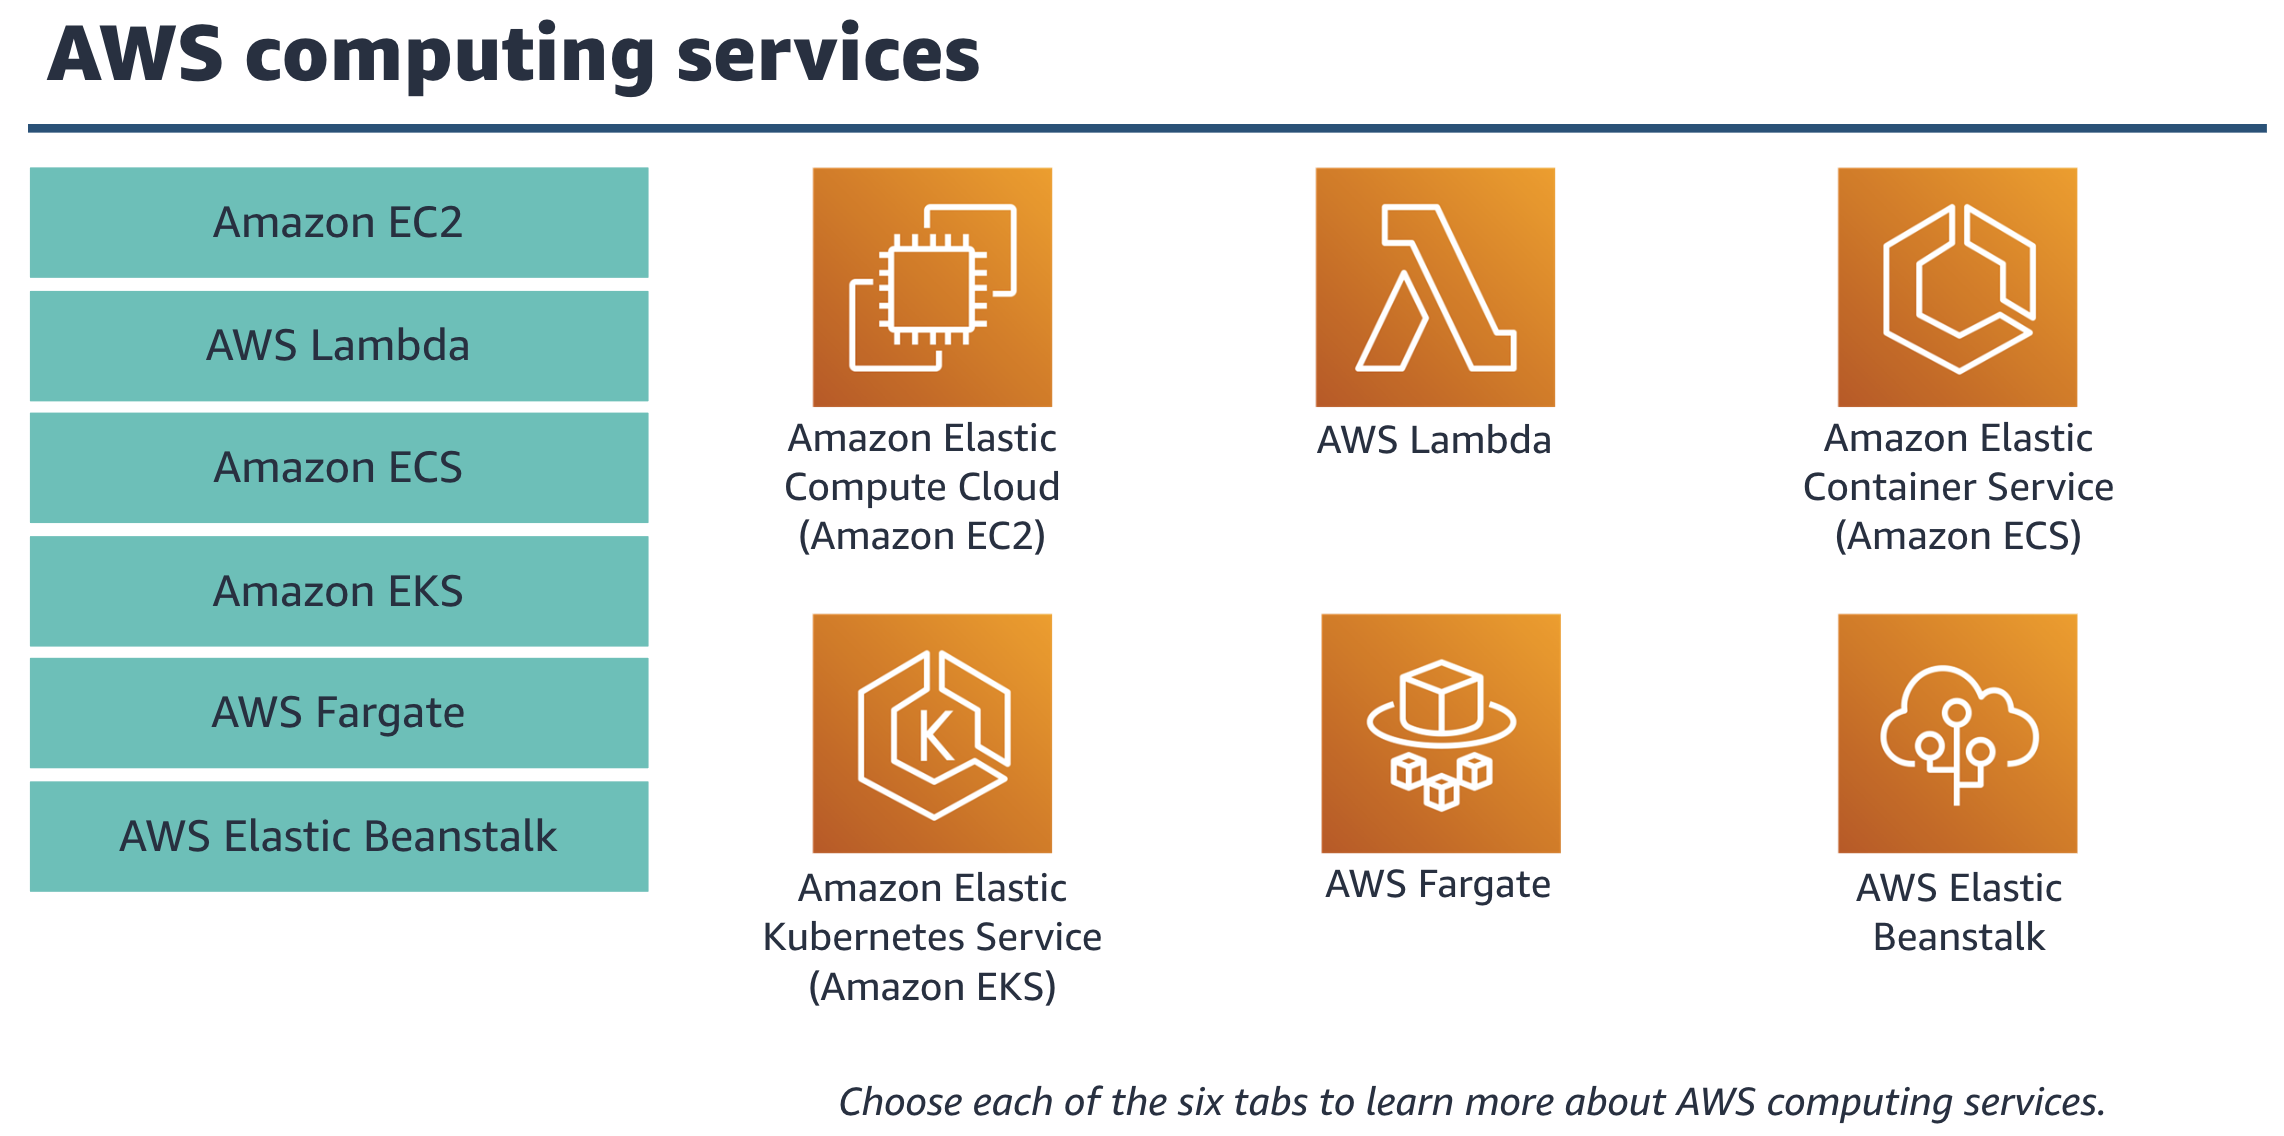 AWS computing services
Amazon EC2
AWS Lambda
Amazon ECS
Amazon EKS
AWS Fargate
AWS Elastic Beanstalk
Amazon Elastic
Compute Cloud
(Amazon EC2)
AWS Lambda
Amazon Elastic
Container Service
(Amazon ECS)
K
Amazon Elastic
Kubernetes Service
(Amazon EKS)
AWS Fargate
AWS Elastic
Beanstalk
Choose each of the six tabs to learn more about AWS computing services.